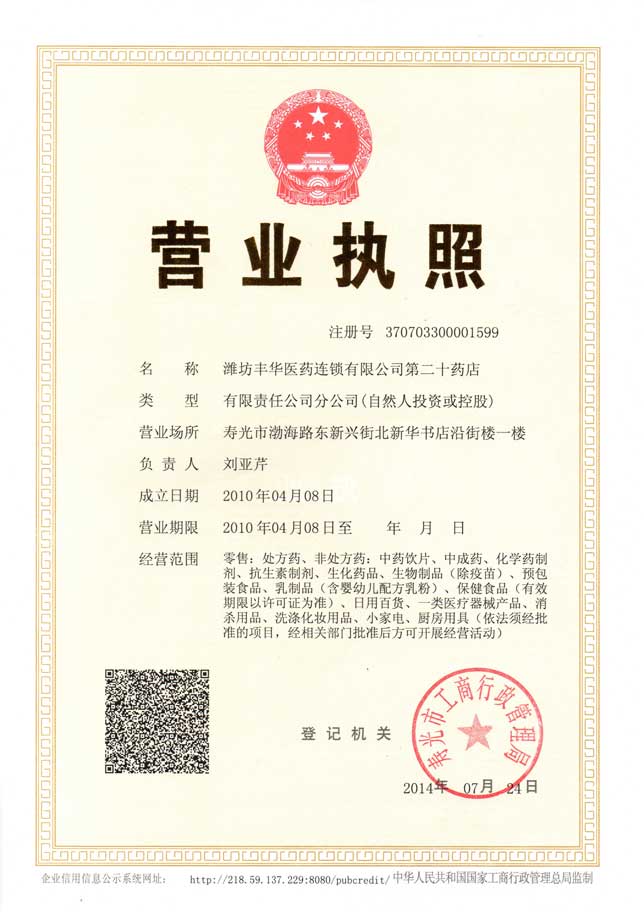 营业执照
注册号 370703300001599
名称 潍坊丰华医药连锁有限公司第二十药店
类型 有限责任公司分公司(自然人投资或控股)
营业场所 寿光市渤海路东新兴街北新华书店沿街楼一楼
负责人 刘亚芹
成立日期 2010年04月08日
营业期限 2010年04月08日至 年 月 日
经营范围 零售：处方药、非处方药：中药饮片、中成药、化学药制
剂、抗生素制剂、生化药品、生物制品（除疫苗）、预包
装食品、乳制品（含婴幼儿配方乳粉）、保健食品（有效
期限以许可证为准）、日用百货、一类医疗器械产品、消
杀用品、洗涤化妆用品、小家电、厨房用具（依法须经批
准的项目，经相关部门批准后方可开展经营活动）
登记机关
寿光市工商行政管理局
2014年 07月 24日
企业信用信息公示系统网址： http://218.59.137.229:8080/pubcredit/ 中华人民共和国国家工商行政管理总局监制